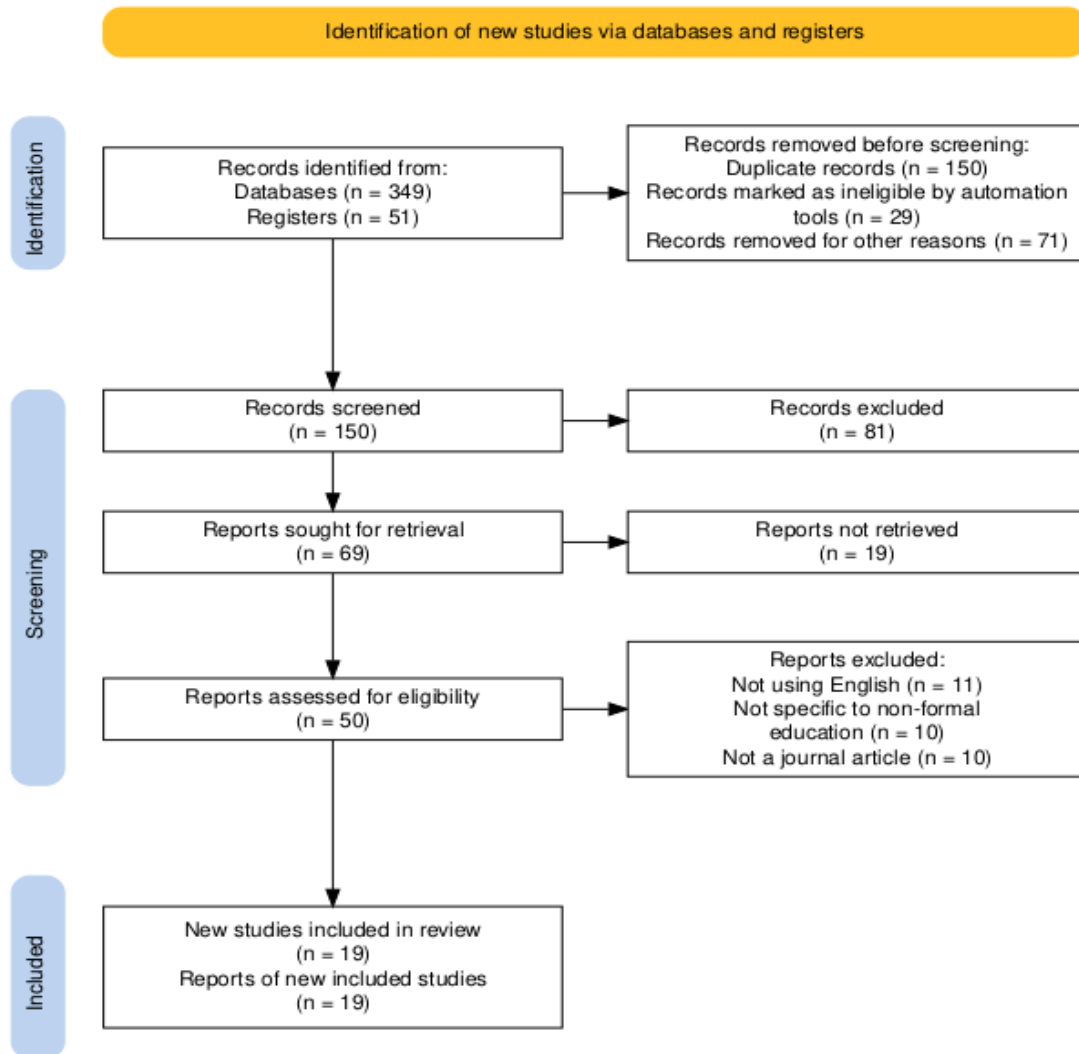 Identification of new studies via databases and registers
Identification
Records identified from:
Databases (n = 349)
Registers (n = 51)
Records removed before screening:
Duplicate records (n = 150)
Records marked as ineligible by automation
tools (n = 29)
Records removed for other reasons (n = 71)
Screening
Records screened
(n = 150)
Records excluded
(n = 81)
Reports sought for retrieval
(n = 69)
Reports not retrieved
(n = 19)
Reports assessed for eligibility
(n = 50)
Reports excluded:
Not using English (n = 11)
Not specific to non-formal
education (n = 10)
Not a journal article (n = 10)
Included
New studies included in review
(n = 19)
Reports of new included studies
(n = 19)